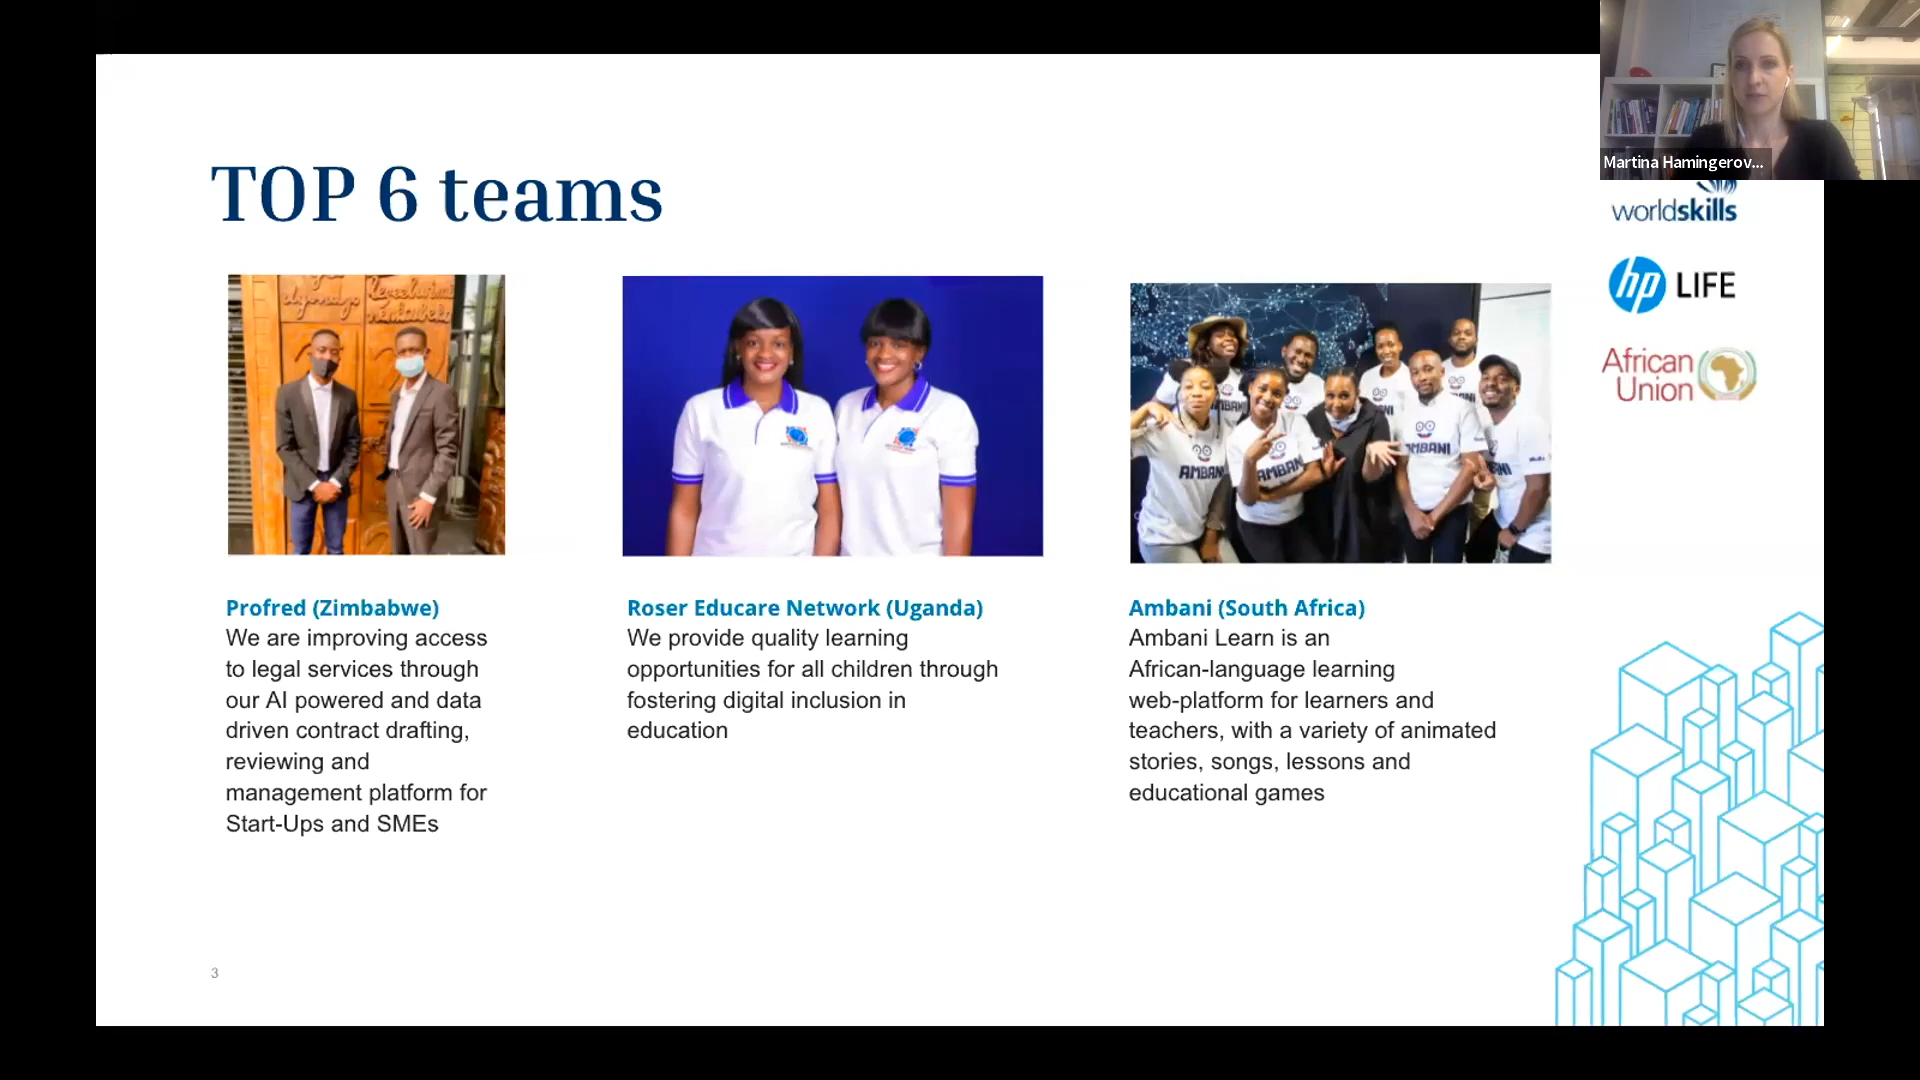 Martina Hamingerov...
TOP 6 teams
worldskills
hp LIFE
African
Union
AMBANI
AMBANI
AMBANI
Profred (Zimbabwe)
We are improving access
to legal services through
our AI powered and data
driven contract drafting,
reviewing and
management platform for
Start-Ups and SMEs
Roser Educare Network (Uganda)
We provide quality learning
opportunities for all children through
fostering digital inclusion in
education
Ambani (South Africa)
Ambani Learn is an
African-language learning
web-platform for learners and
teachers, with a variety of animated
stories, songs, lessons and
educational games
3